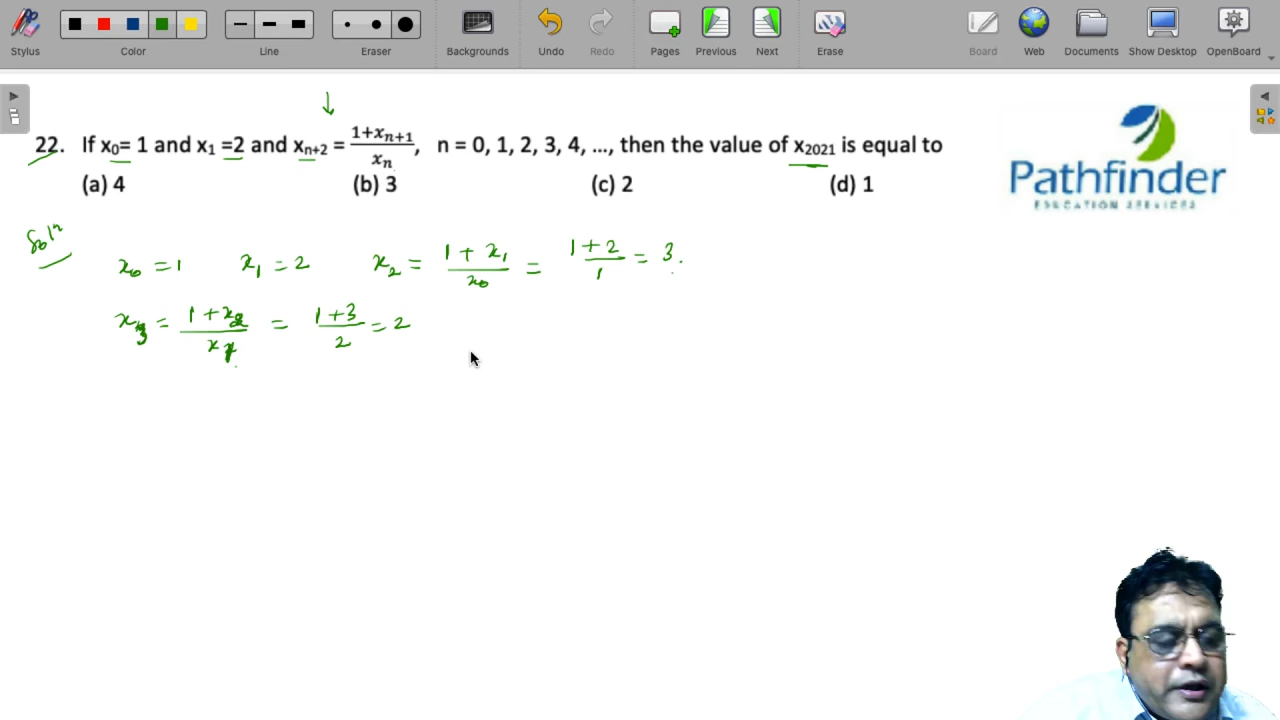 Stylus Color Line Eraser Backgrounds Undo Redo Pages Previous Next Erase Board Web Documents Show Desktop OpenBoard
22. If x₀= 1 and x₁ =2 and xₙ₊₂ = (1+xₙ₊₁)/xₙ, n = 0, 1, 2, 3, 4, ..., then the value of x₂₀₂₁ is equal to
(a) 4 (b) 3 (c) 2 (d) 1
Pathfinder
EDUCATION SERVICES
Solⁿ
x₀ = 1 x₁ = 2 x₂ = (1 + x₁)/x₀ = (1 + 2)/1 = 3.
x₃ = (1 + x₂)/x₁ = (1 + 3)/2 = 2